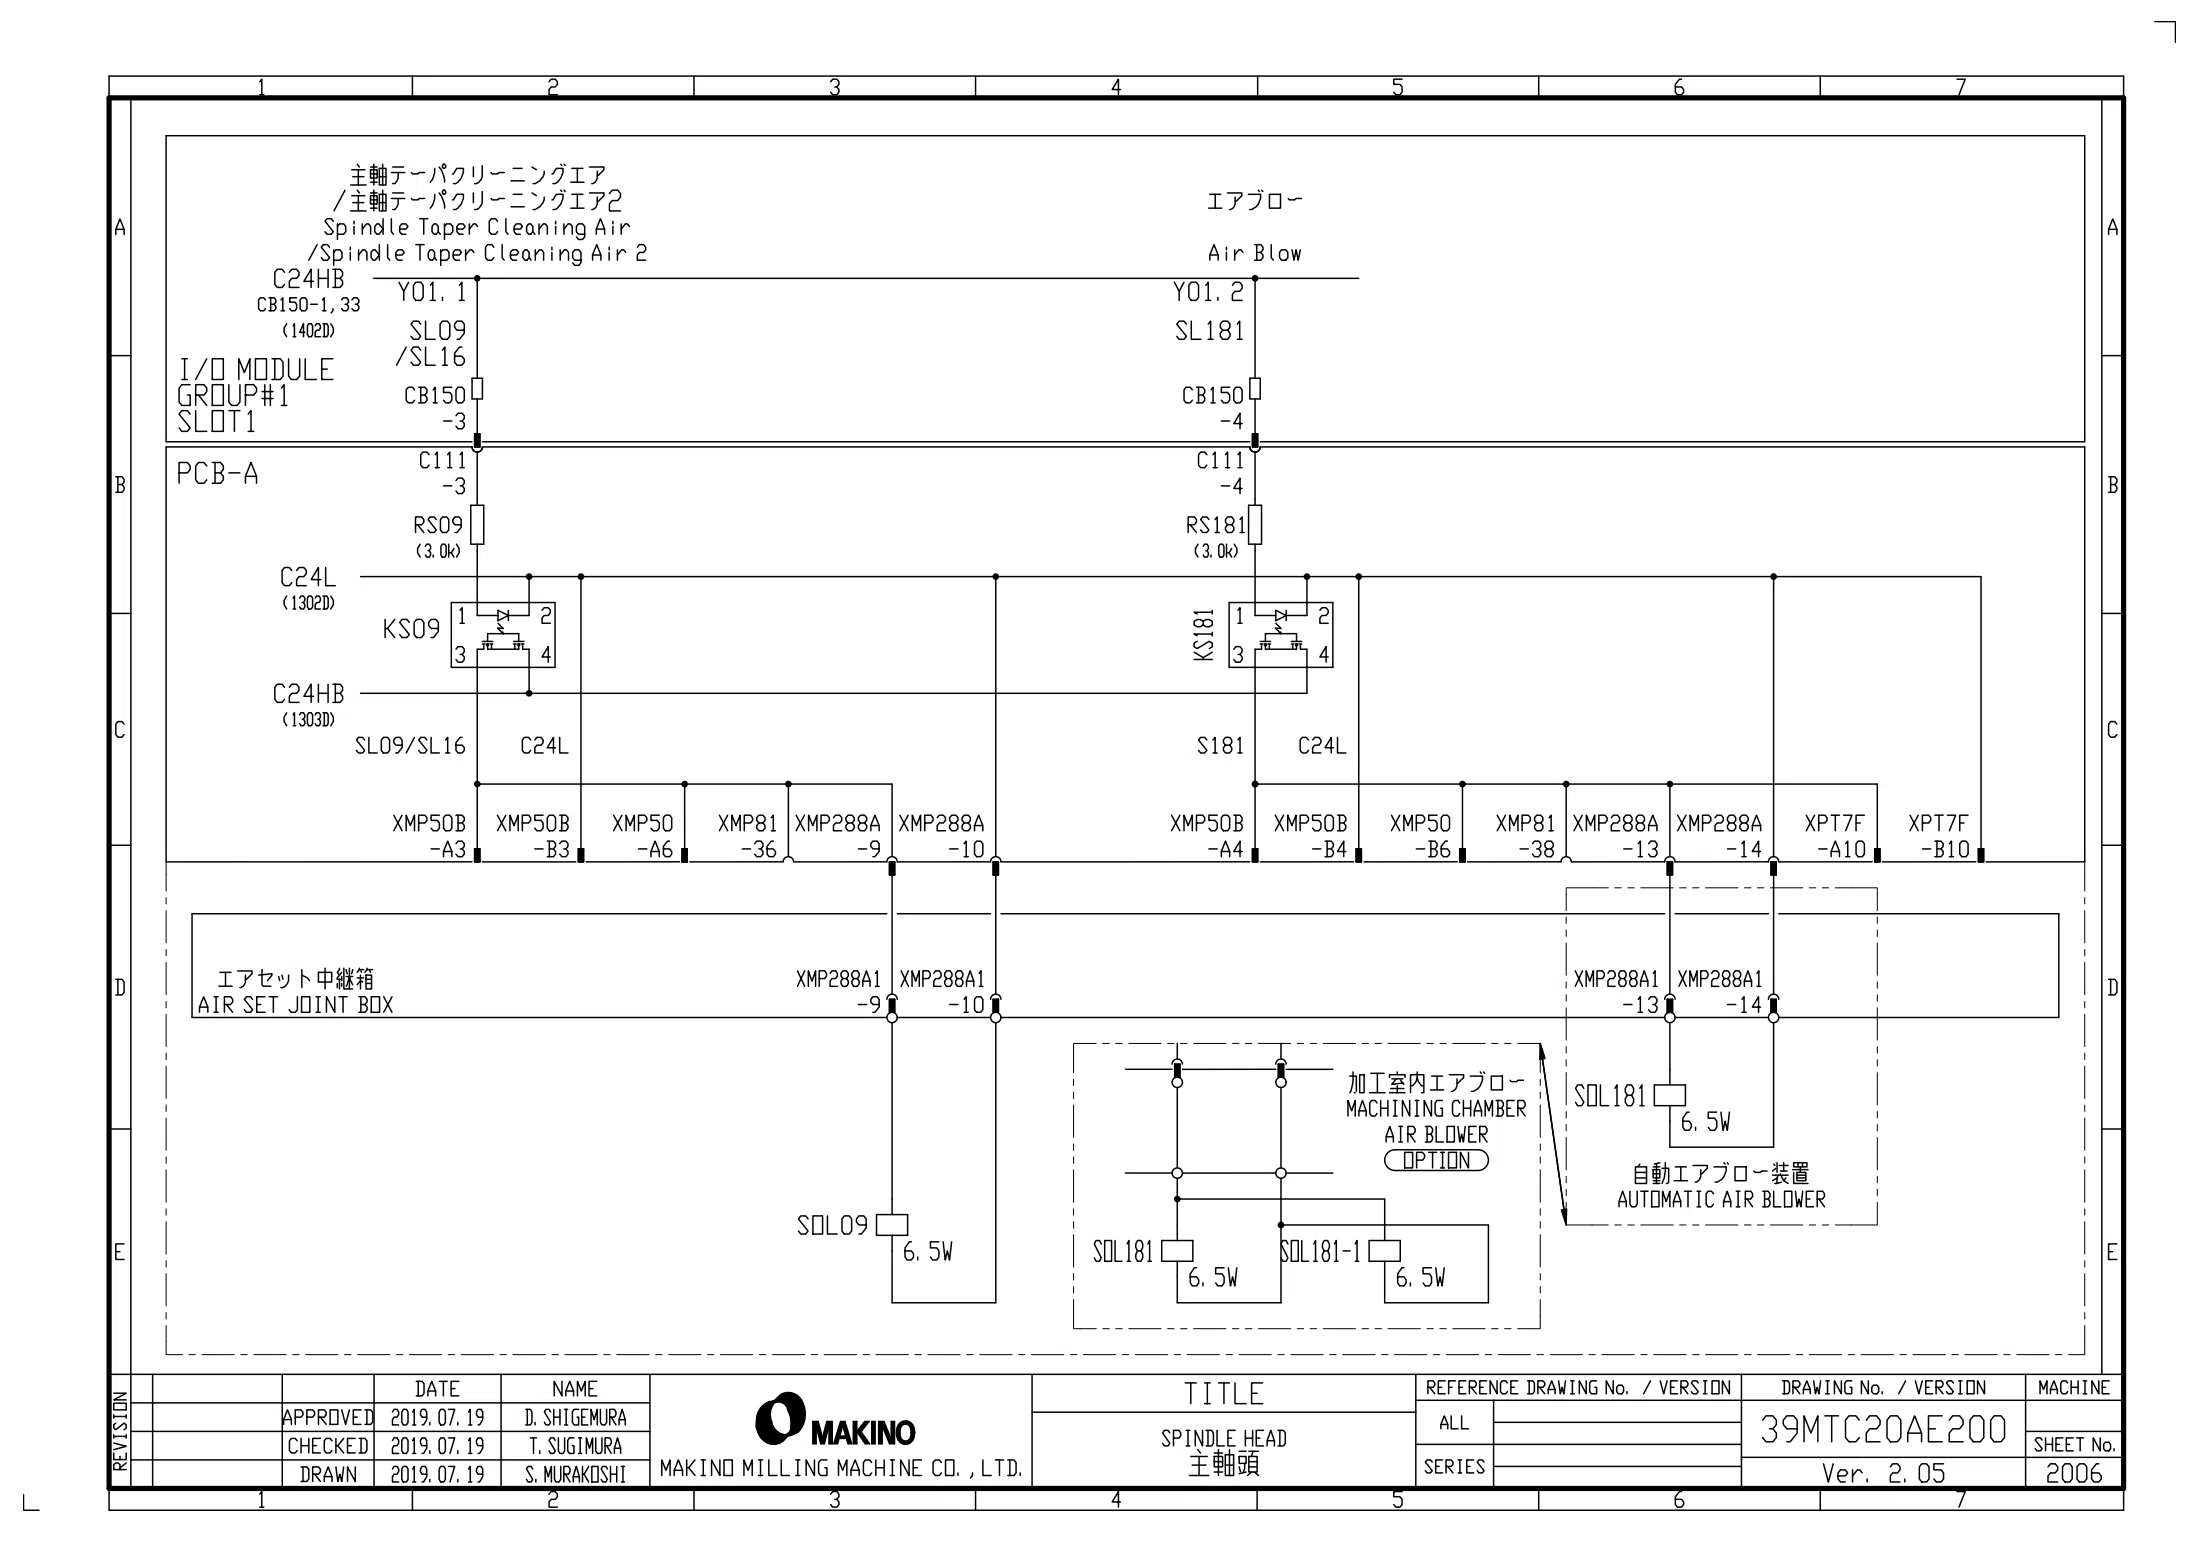 1 2 3 4 5 6 7
A A
主軸テーパクリーニングエア
/主軸テーパクリーニングエア2
Spindle Taper Cleaning Air
/Spindle Taper Cleaning Air 2
エアブロー
Air Blow
C24HB
CB150-1,33
(1402D)
Y01. 1
SL09
/SL16
Y01. 2
SL181
I/O MODULE
GROUP#1
SLOT1
CB150
-3
CB150
-4
B B
PCB-A
C111
-3
C111
-4
RS09
(3. 0k)
RS181
(3. 0k)
C24L
(1302D)
KS09
1 2
3 4
KS181
1 2
3 4
C24HB
(1303D)
C C
SL09/SL16 C24L
S181 C24L
XMP50B XMP50B XMP50 XMP81 XMP288A XMP288A XMP50B XMP50B XMP50 XMP81 XMP288A XMP288A XPT7F XPT7F
-A3 -B3 -A6 -36 -9 -10 -A4 -B4 -B6 -38 -13 -14 -A10 -B10
D D
エアセット中継箱
AIR SET JOINT BOX
XMP288A1 XMP288A1 XMP288A1 XMP288A1
-9 -10 -13 -14
加工室内エアブロー
MACHINING CHAMBER
AIR BLOWER
OPTION
SOL181
6. 5W
自動エアブロー装置
AUTOMATIC AIR BLOWER
E E
SOL09
6. 5W
SOL181
6. 5W
SOL181-1
6. 5W
REVISION
DATE NAME
APPROVED 2019. 07. 19 D. SHIGEMURA
CHECKED 2019. 07. 19 T. SUGIMURA
DRAWN 2019. 07. 19 S. MURAKOSHI
MAKINO
MAKINO MILLING MACHINE CO. , LTD.
TITLE
SPINDLE HEAD
主軸頭
REFERENCE DRAWING No. / VERSION
ALL
SERIES
DRAWING No. / VERSION
39MTC20AE200
Ver. 2. 05
MACHINE
SHEET No.
2006
1 2 3 4 5 6 7